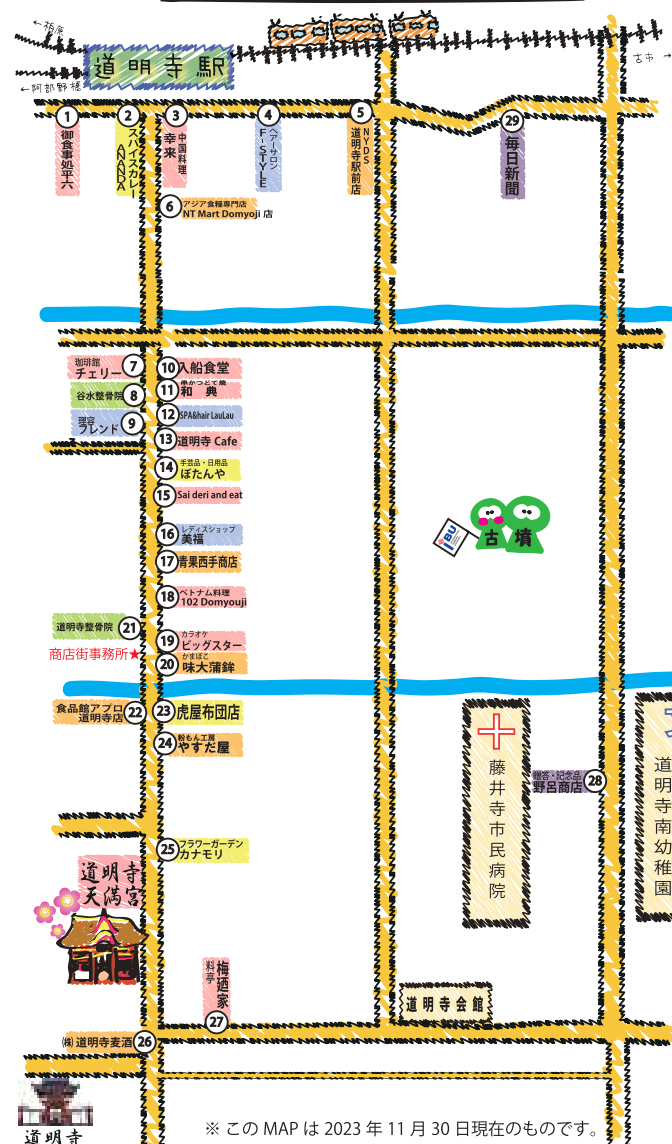 ←柏原
道明寺駅
←阿部野橋
古市→
1
御食事処平六
2
スパイスカレー
ANANDA
3
中国料理
幸来
4
ヘアーサロン
F-STYLE
5
NYDS
道明寺駅前店
29
毎日新聞
6
アジア食糧専門店
NT Mart Domyoji 店
珈琲館
チェリー
7
谷水整骨院
8
理容
フレンド
9
10
入船食堂
11
串かつとて焼
和 典
12
SPA&hair LauLau
13
道明寺 Cafe
14
手芸品・日用品
ぼたんや
15
Sai deri and eat
16
レディスショップ
美福
17
青果西手商店
18
ベトナム料理
102 Domyouji
道明寺整骨院
21
商店街事務所★
19
カラオケ
ビッグスター
20
かまぼこ
味大蒲鉾
IBU
古墳
食品館アプロ
道明寺店
22
23
虎屋布団店
24
粉もん工房
やすだ屋
藤井寺市民病院
贈答・記念品
野呂商店
28
道明寺南幼稚園
25
フラワーガーデン
カナモリ
道明寺
天満宮
料亭
梅廼家
27
道明寺会館
㈱道明寺麦酒
26
道明寺
※ この MAP は 2023 年 11 月 30 日現在のものです。